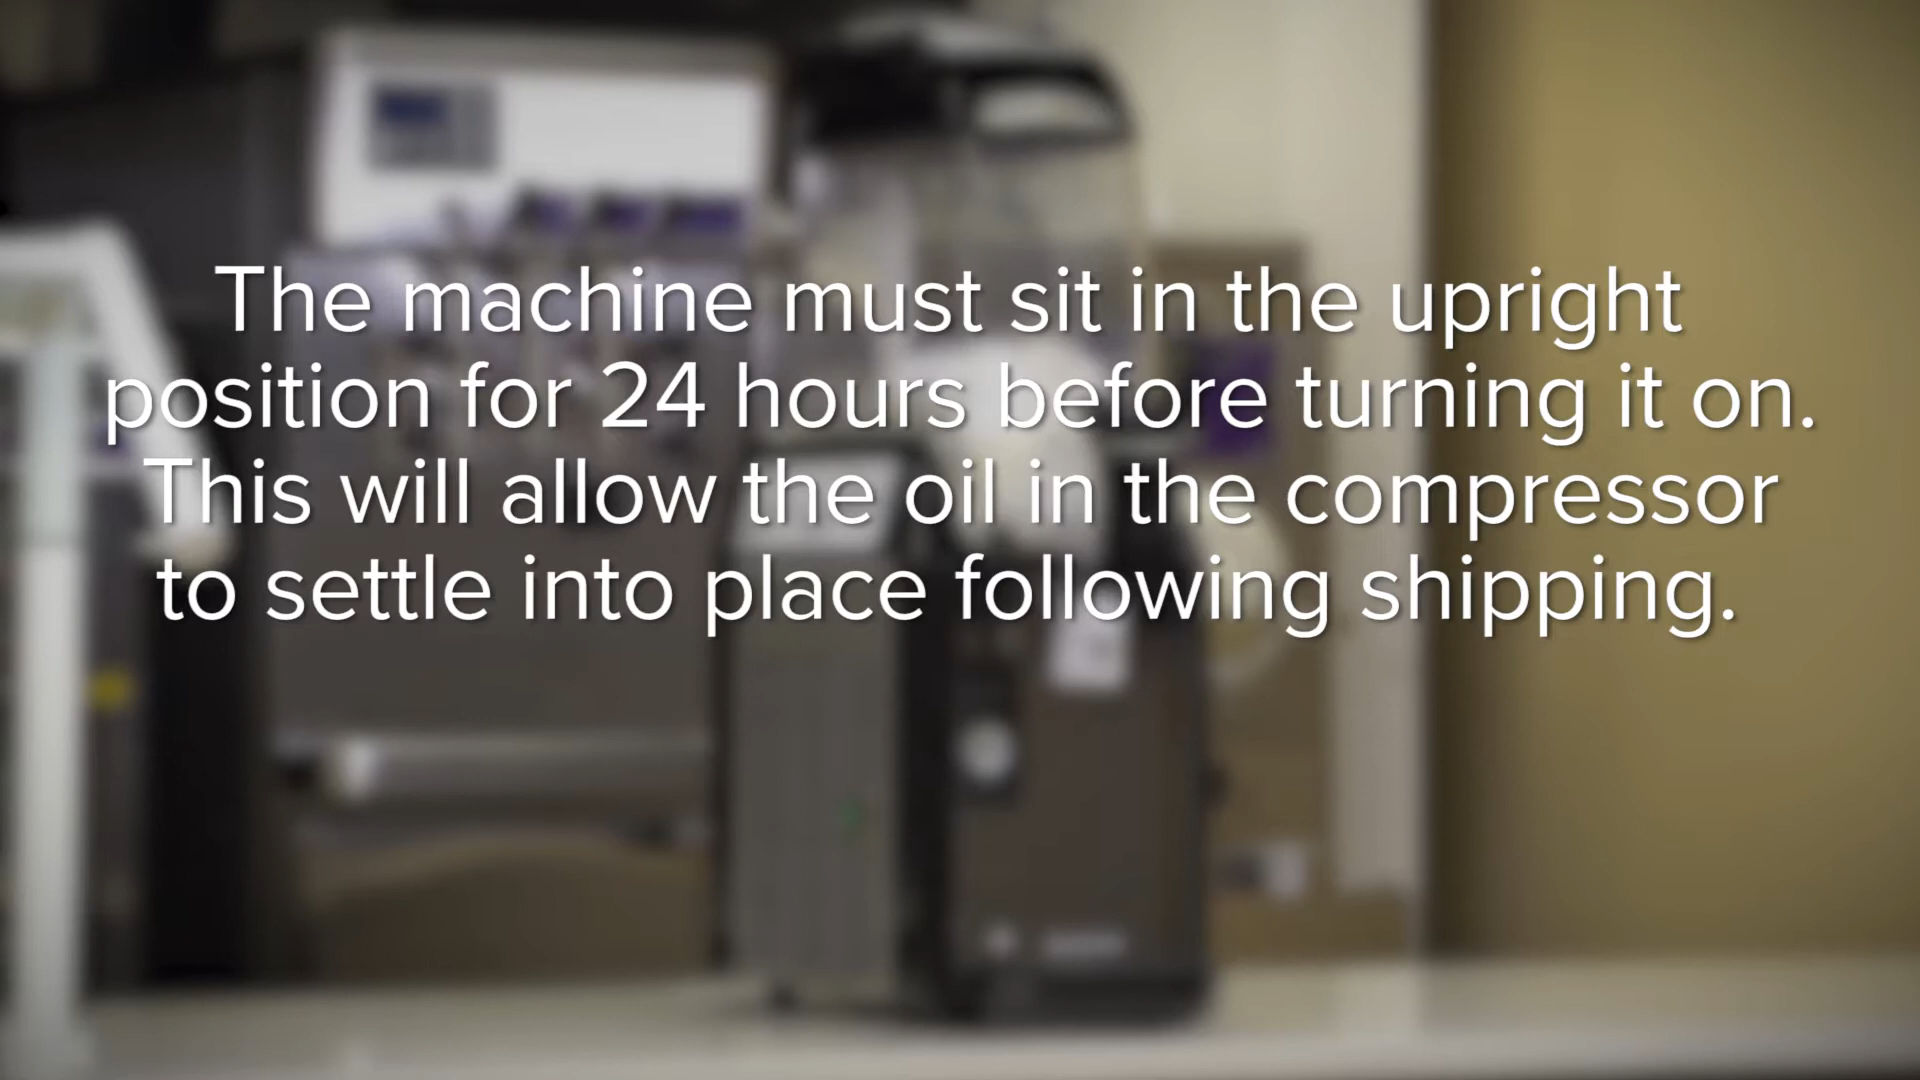 The machine must sit in the upright
position for 24 hours before turning it on.
This will allow the oil in the compressor
to settle into place following shipping.